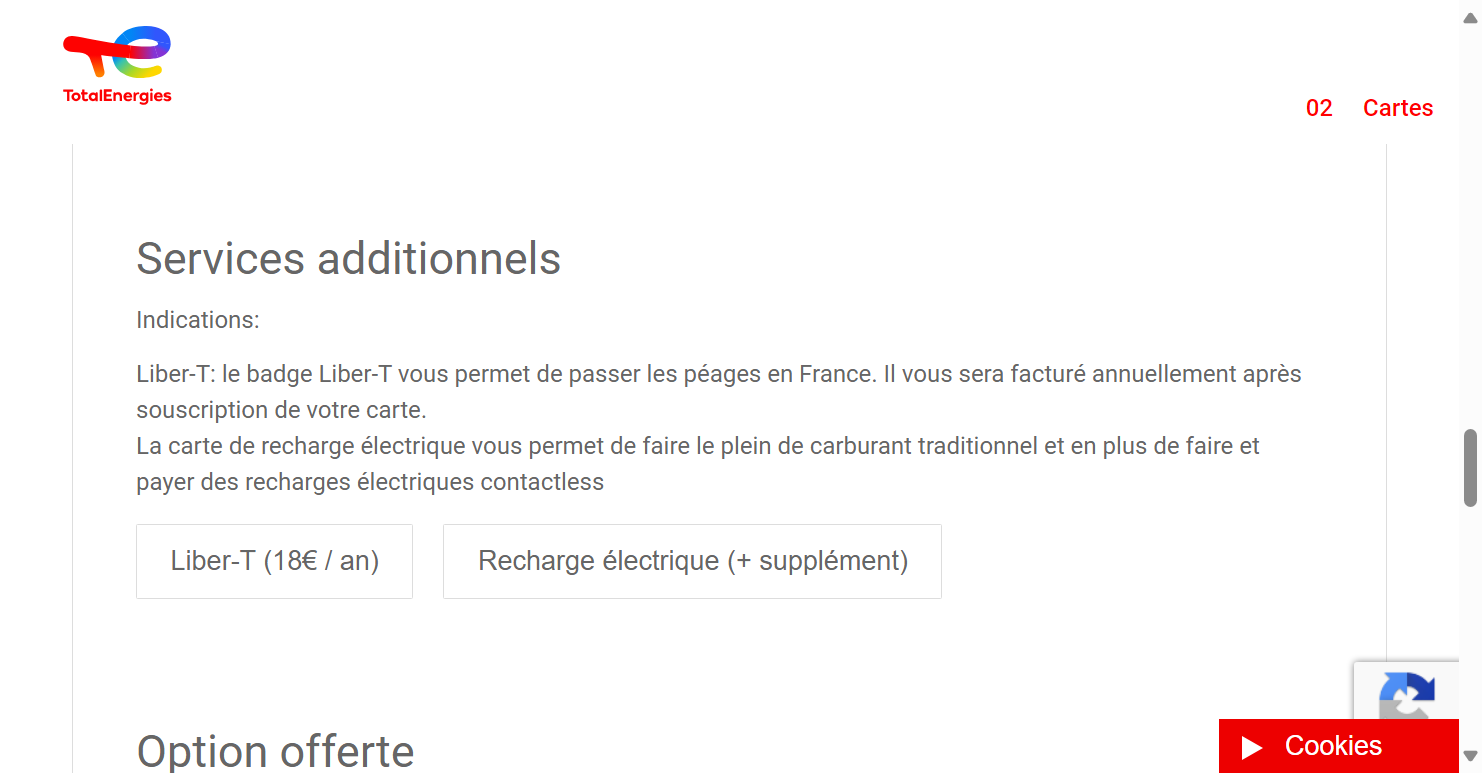 TotalEnergies
02 Cartes
Services additionnels
Indications:
Liber-T: le badge Liber-T vous permet de passer les péages en France. Il vous sera facturé annuellement après
souscription de votre carte.
La carte de recharge électrique vous permet de faire le plein de carburant traditionnel et en plus de faire et
payer des recharges électriques contactless
Liber-T (18€ / an) Recharge électrique (+ supplément)
Option offerte
Cookies